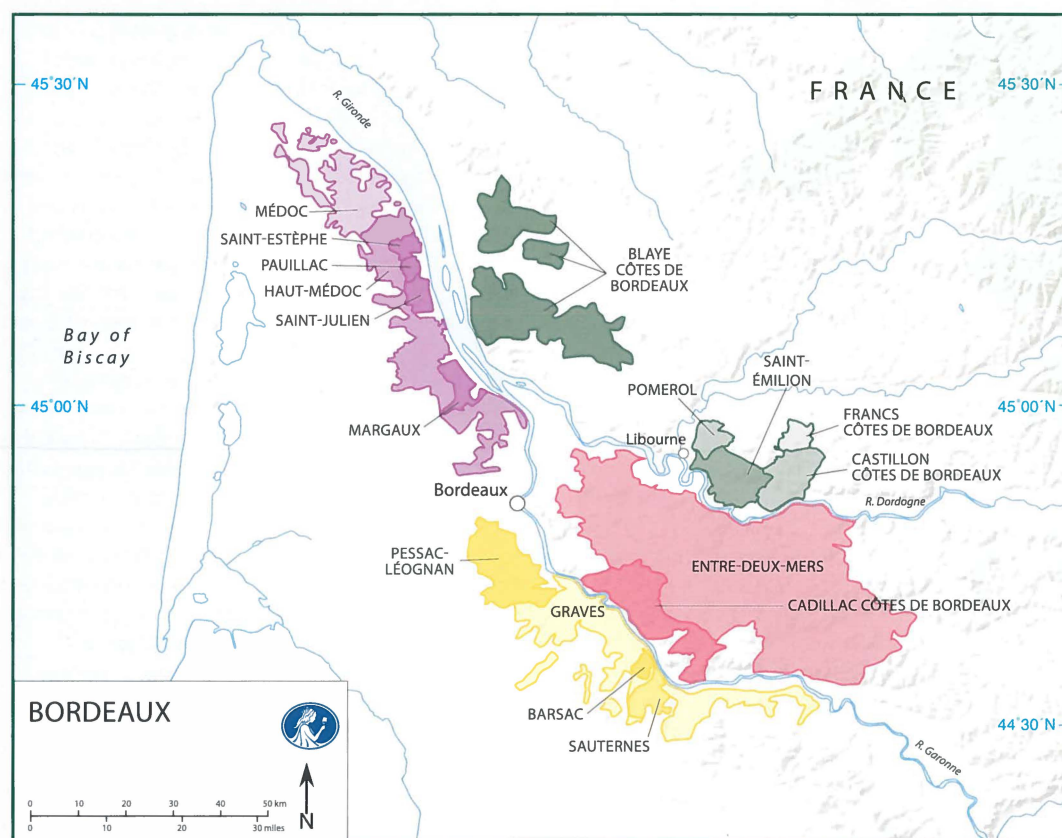 45°30′N
FRANCE
45°30′N
R. Gironde
MÉDOC
SAINT-ESTÈPHE
PAUILLAC
HAUT-MÉDOC
SAINT-JULIEN
BLAYE
CÔTES DE
BORDEAUX
Bay of
Biscay
SAINT-
ÉMILION
POMEROL
45°00′N
45°00′N
MARGAUX
Libourne
FRANCS
CÔTES DE BORDEAUX
CASTILLON
CÔTES DE BORDEAUX
Bordeaux
R. Dordogne
PESSAC-
LÉOGNAN
ENTRE-DEUX-MERS
GRAVES
CADILLAC CÔTES DE BORDEAUX
BARSAC
SAUTERNES
44°30′N
R. Garonne
BORDEAUX
N
0 10 20 30 40 50 km
0 10 20 30 miles